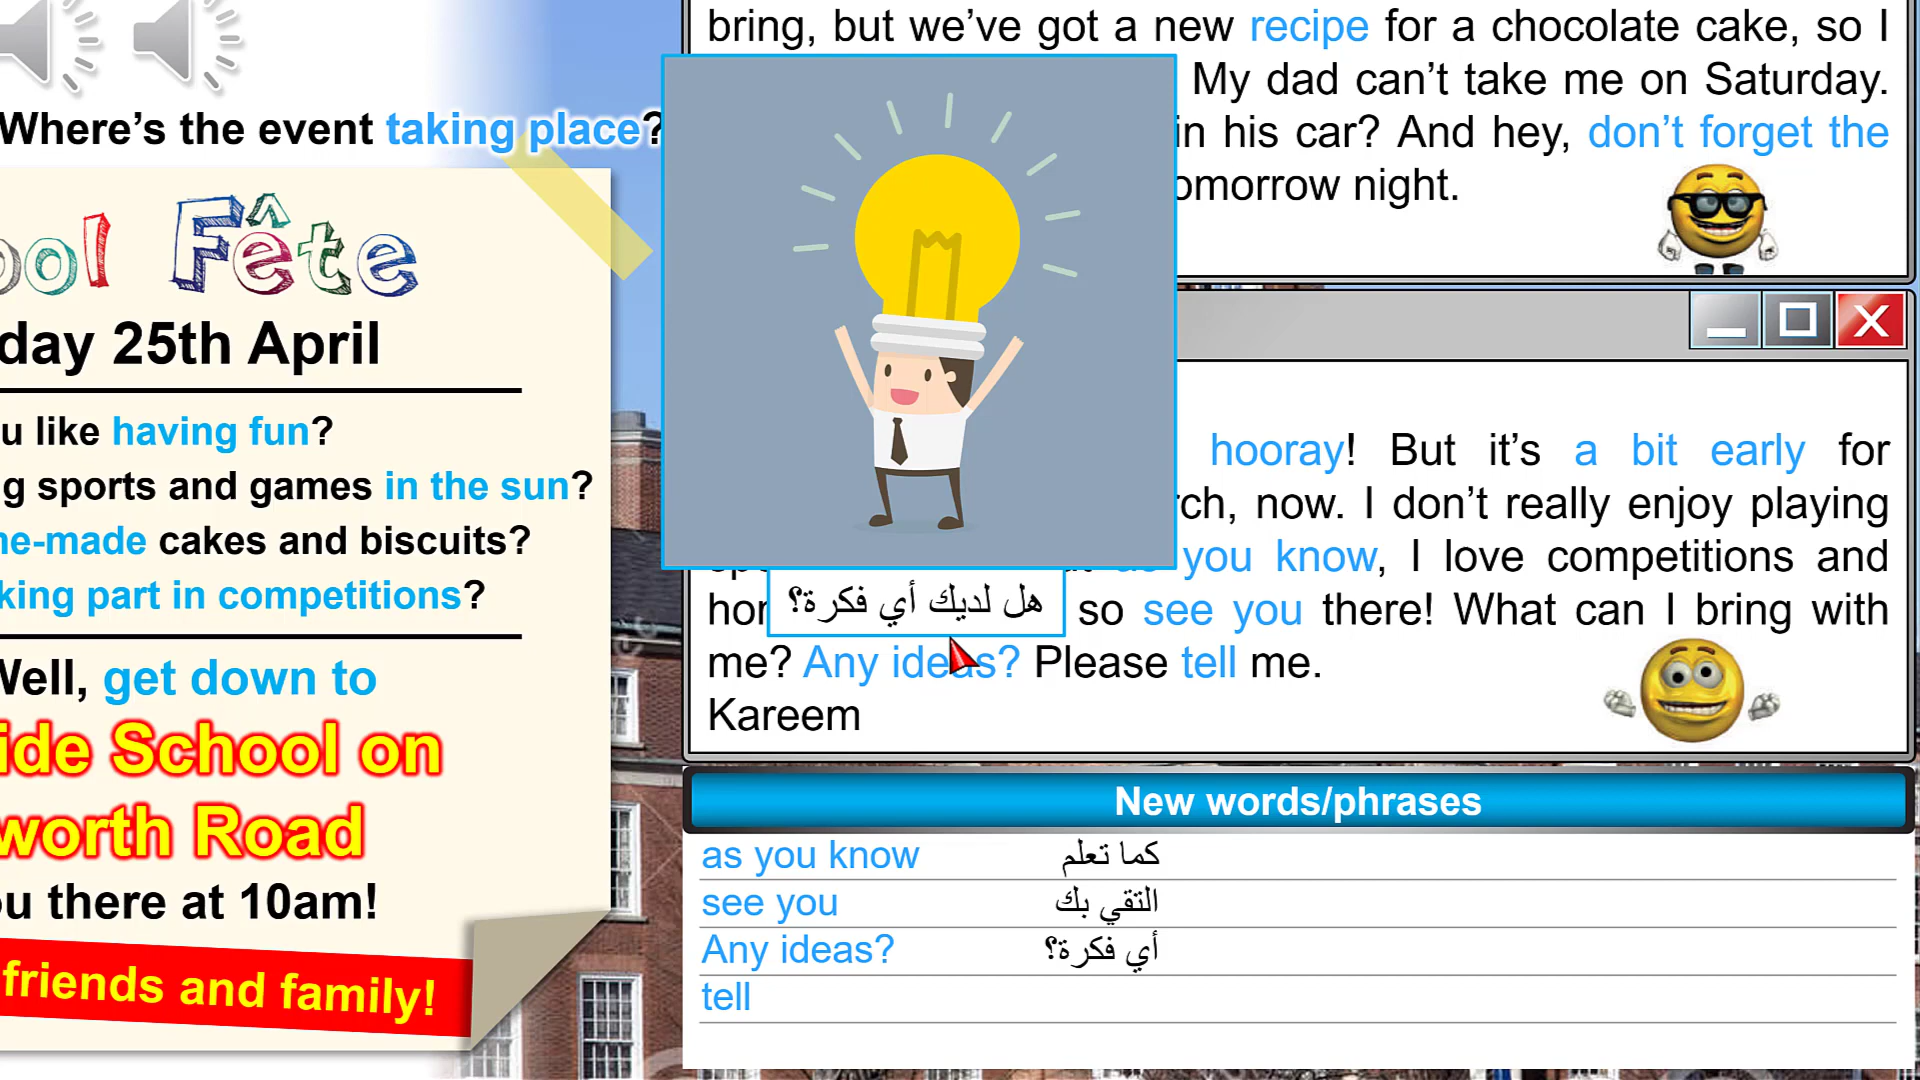 Where's the event taking place?
ool Fête
day 25th April
u like having fun?
g sports and games in the sun?
ne-made cakes and biscuits?
king part in competitions?
Well, get down to
ide School on
worth Road
ou there at 10am!
friends and family!
bring, but we've got a new recipe for a chocolate cake, so I
My dad can't take me on Saturday.
in his car? And hey, don't forget the
omorrow night.
hooray! But it's a bit early for
rch, now. I don't really enjoy playing
as you know, I love competitions and
هل لديك أي فكرة؟
hor so see you there! What can I bring with
me? Any ideas? Please tell me.
Kareem
New words/phrases
as you know كما تعلم
see you التقي بك
Any ideas? أي فكرة؟
tell